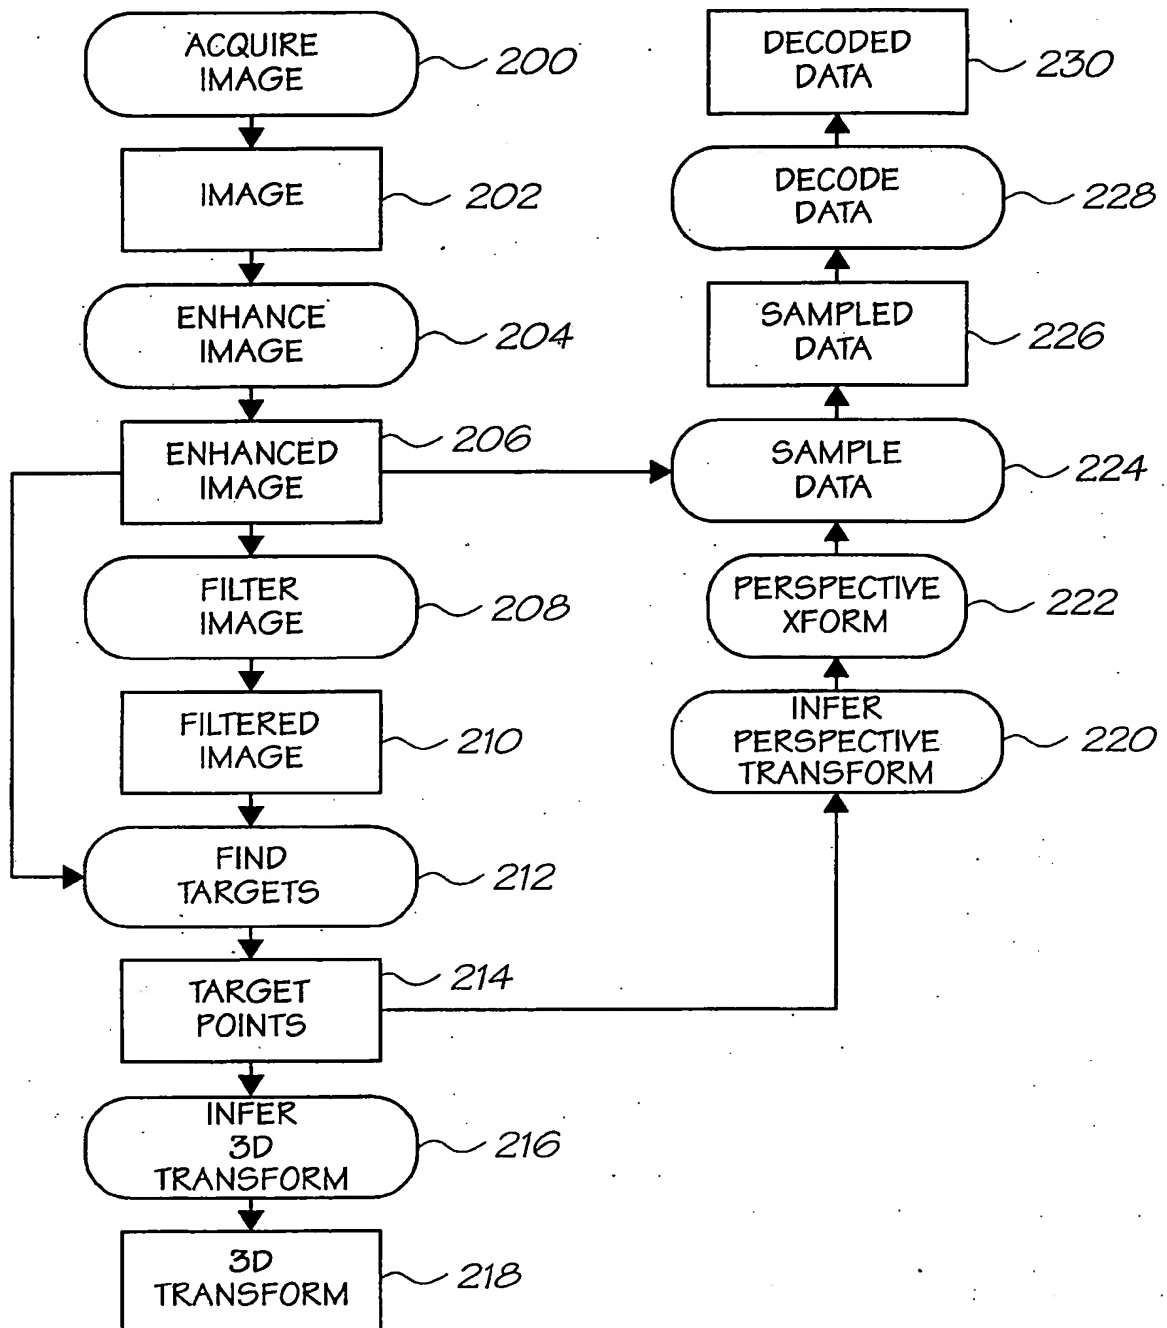 ACQUIRE
IMAGE
200
IMAGE
202
ENHANCE
IMAGE
204
ENHANCED
IMAGE
206
FILTER
IMAGE
208
FILTERED
IMAGE
210
FIND
TARGETS
212
TARGET
POINTS
214
INFER
3D
TRANSFORM
216
3D
TRANSFORM
218
DECODED
DATA
230
DECODE
DATA
228
SAMPLED
DATA
226
SAMPLE
DATA
224
PERSPECTIVE
XFORM
222
INFER
PERSPECTIVE
TRANSFORM
220